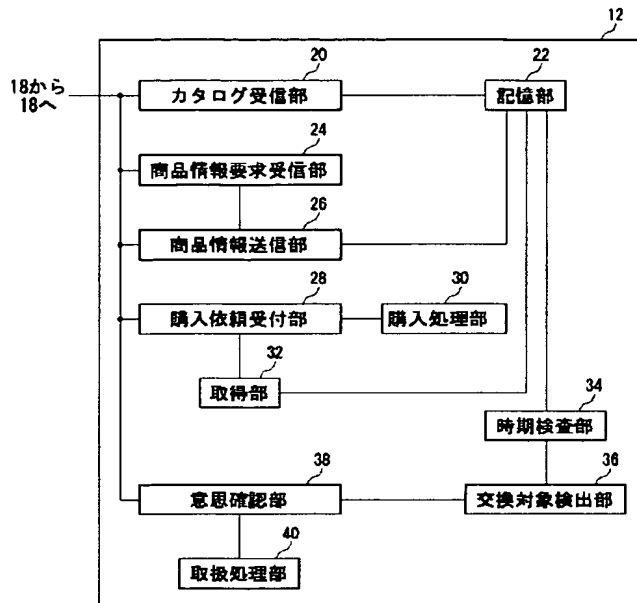 12
20
22
18から
18へ
カタログ受信部
記憶部
24
商品情報要求受信部
26
商品情報送信部
28
30
購入依頼受付部
購入処理部
32
取得部
34
時期検査部
38
36
意思確認部
交換対象検出部
40
取扱処理部